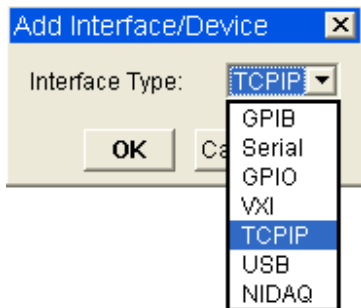 Add Interface/Device
Interface Type: TCPIP
GPIB
OK Ca Serial
GPIO
VXI
TCPIP
USB
NIDAQ